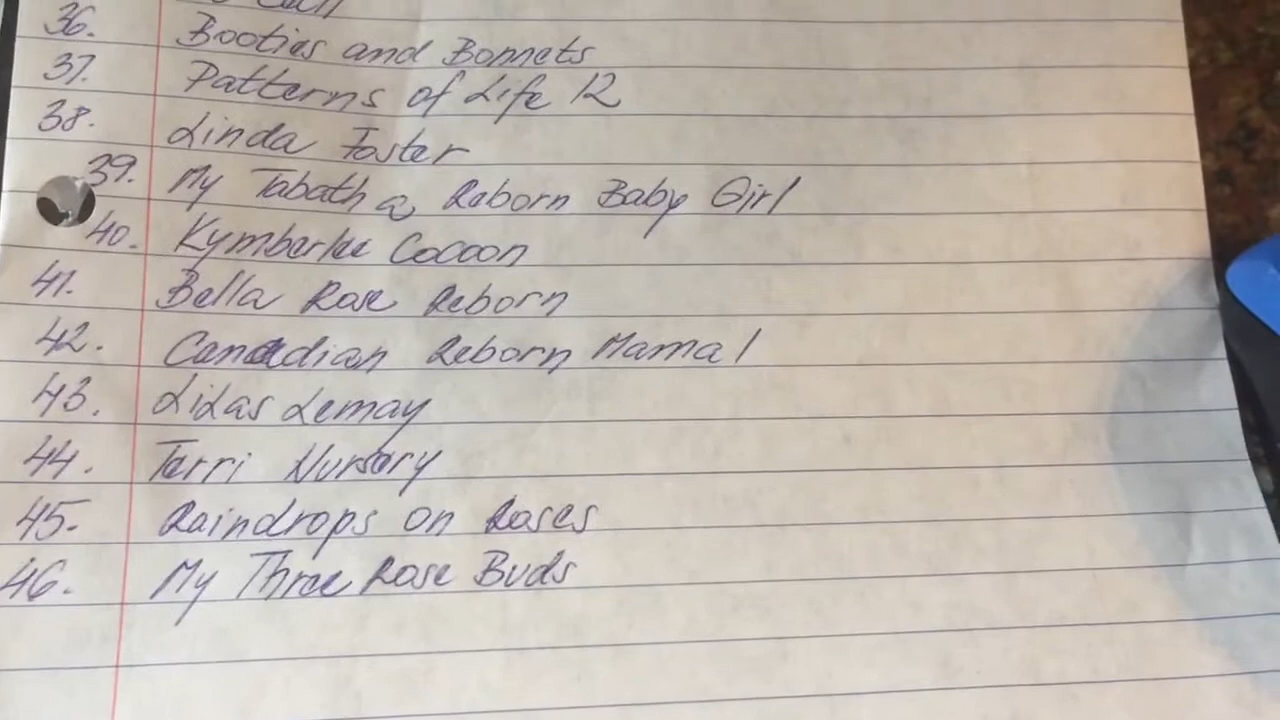 36. Booties and Bonnets
37. Patterns of Life 12
38. Linda Foster
39. My Tabatha Reborn Baby Girl
40. Kymberlee Cocoon
41. Bella Rose Reborn
42. Canadian Reborn Mama 1
43. Lilas Lemay
44. Terri Nursery
45. Raindrops on Roses
46. My Three Rose Buds